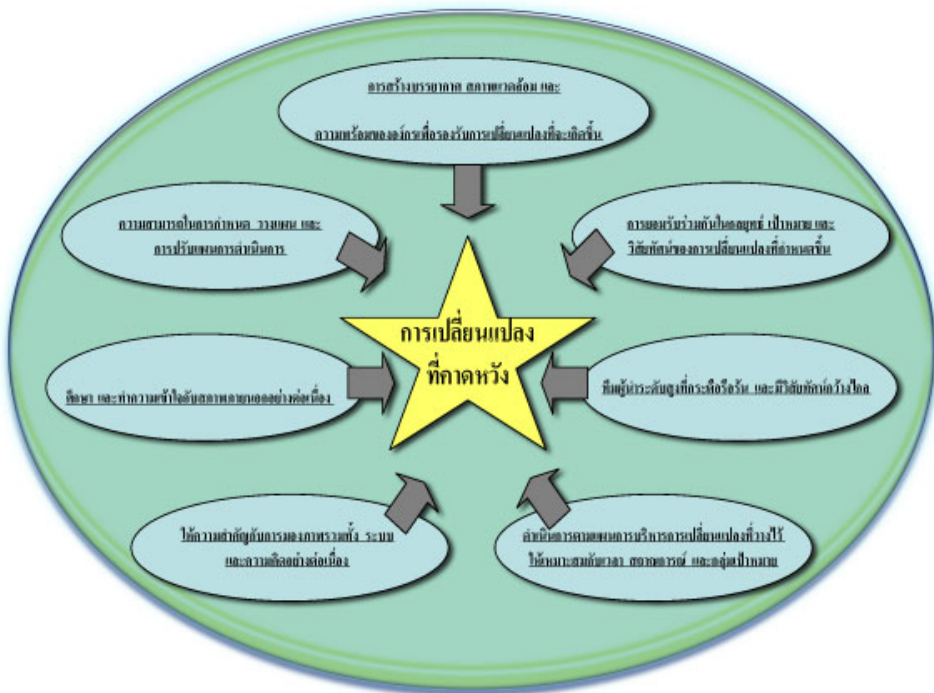 การสร้างบรรยากาศ สภาพแวดล้อม และ
ความพร้อมขององค์กรเพื่อรองรับการเปลี่ยนแปลงที่จะเกิดขึ้น
ความสามารถในการกำหนด วางแผน และ
การปรับแผนการดำเนินการ
การยอมรับร่วมกันในกลยุทธ์ เป้าหมาย และ
วิสัยทัศน์ของการเปลี่ยนแปลงที่กำหนดขึ้น
การเปลี่ยนแปลง
ที่คาดหวัง
ศึกษา และทำความเข้าใจกับสภาพภายนอกอย่างต่อเนื่อง
ทีมผู้นำระดับสูงที่กระตือรือร้น และมีวิสัยทัศน์กว้างไกล
ให้ความสำคัญกับการมองภาพรวมทั้ง ระบบ
และความคิดอย่างต่อเนื่อง
ดำเนินการตามแผนการบริหารการเปลี่ยนแปลงที่วางไว้
ให้เหมาะสมกับเวลา สถานการณ์ และกลุ่มเป้าหมาย